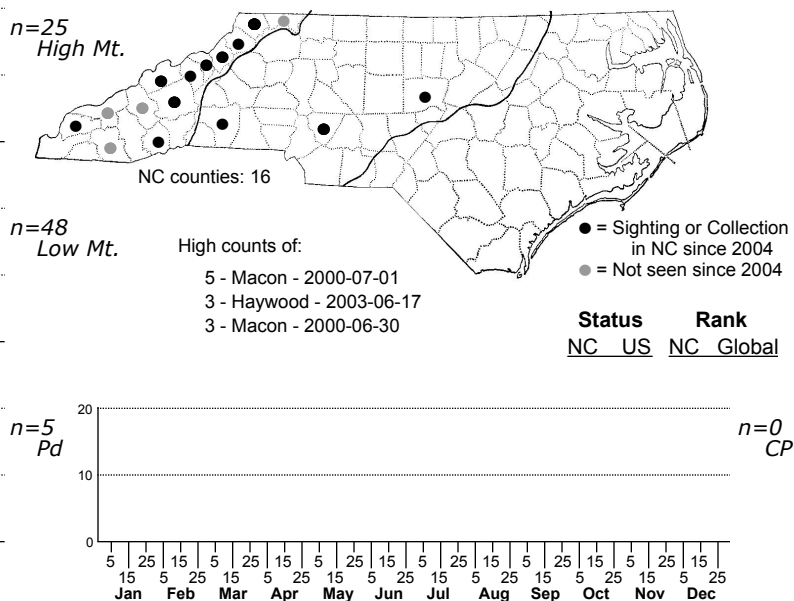 n=25
High Mt.
NC counties: 16
n=48
Low Mt.
High counts of:
5 - Macon - 2000-07-01
3 - Haywood - 2003-06-17
3 - Macon - 2000-06-30
= Sighting or Collection
in NC since 2004
= Not seen since 2004
Status Rank
NC US NC Global
n=5
Pd
n=0
CP
20
10
0
5 25 15 5 25 15 5 25 15 5 25 15 5 25 15 5 25 15
15 5 25 15 5 25 15 5 25 15 5 25 15 5 25 15 5 25
Jan Feb Mar Apr May Jun Jul Aug Sep Oct Nov Dec